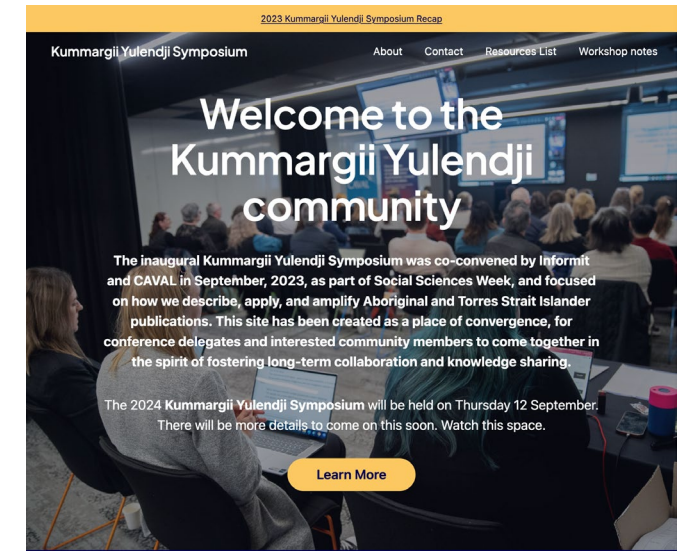 2023 Kummargii Yulendji Symposium Recap
Kummargii Yulendji Symposium
About Contact Resources List Workshop notes
Welcome to the
Kummargii Yulendji
community
The inaugural Kummargii Yulendji Symposium was co-convened by Informit
and CAVAL in September, 2023, as part of Social Sciences Week, and focused
on how we describe, apply, and amplify Aboriginal and Torres Strait Islander
publications. This site has been created as a place of convergence, for
conference delegates and interested community members to come together in
the spirit of fostering long-term collaboration and knowledge sharing.
The 2024 Kummargii Yulendji Symposium will be held on Thursday 12 September.
There will be more details to come on this soon. Watch this space.
Learn More